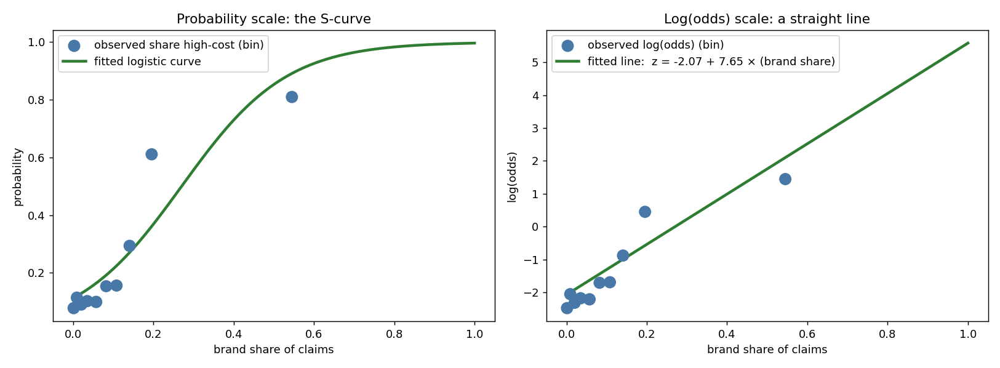 Probability scale: the S-curve
observed share high-cost (bin)
fitted logistic curve
probability
1.0
0.8
0.6
0.4
0.2
0.0 0.2 0.4 0.6 0.8 1.0
brand share of claims
Log(odds) scale: a straight line
observed log(odds) (bin)
fitted line:  z = -2.07 + 7.65 × (brand share)
log(odds)
5
4
3
2
1
0
−1
−2
0.0 0.2 0.4 0.6 0.8 1.0
brand share of claims